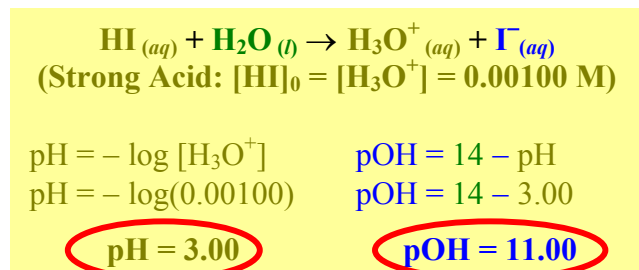 HI (aq) + H₂O (l) → H₃O⁺ (aq) + I⁻(aq)
(Strong Acid: [HI]₀ = [H₃O⁺] = 0.00100 M)
pH = – log [H₃O⁺]
pOH = 14 – pH
pH = – log(0.00100)
pOH = 14 – 3.00
pH = 3.00
pOH = 11.00